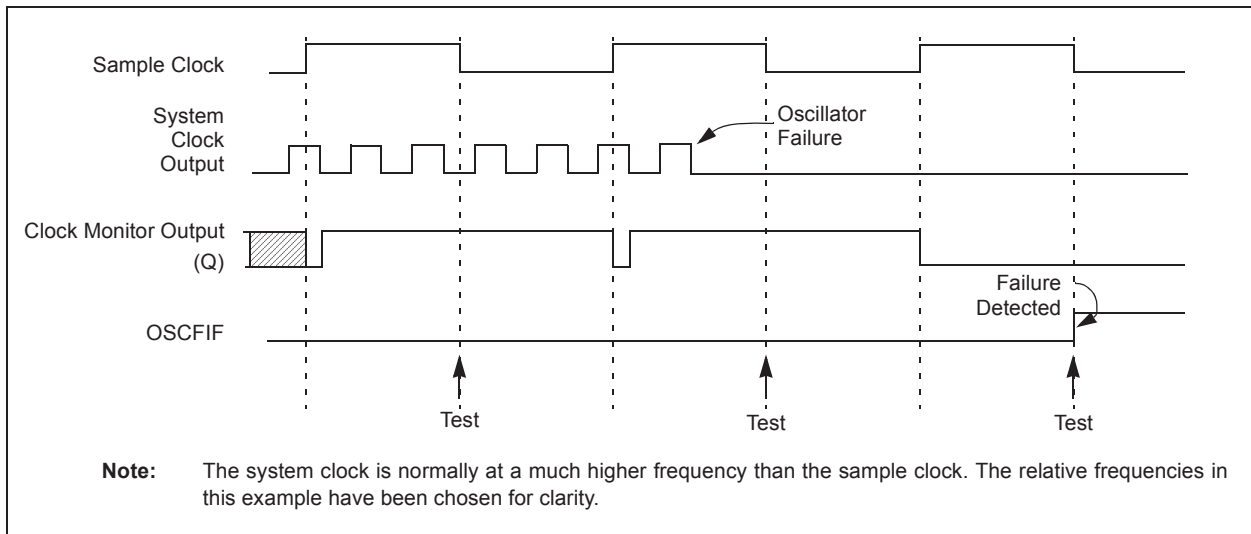 Sample Clock
System
Clock
Output
Oscillator
Failure
Clock Monitor Output
(Q)
Failure
Detected
OSCFIF
Test
Test
Test
Note: The system clock is normally at a much higher frequency than the sample clock. The relative frequencies in
this example have been chosen for clarity.